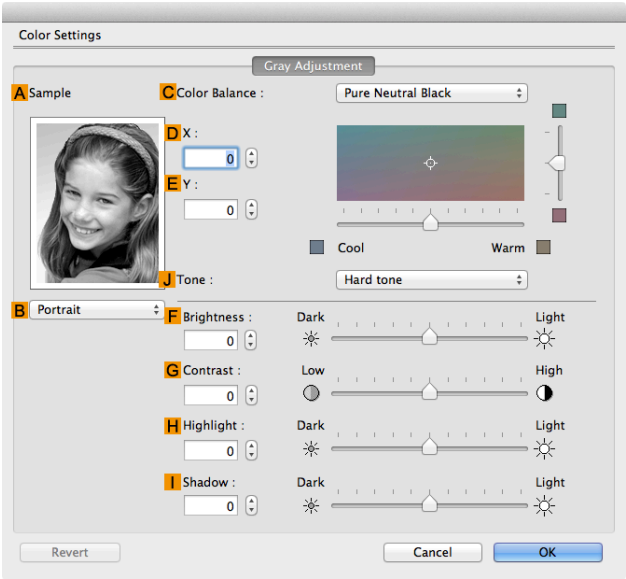 Color Settings
Gray Adjustment
A Sample
C Color Balance :
Pure Neutral Black
D X :
0
E Y :
0
Cool
Warm
J Tone :
Hard tone
B Portrait
F Brightness :
Dark
Light
0
G Contrast :
Low
High
0
H Highlight :
Dark
Light
0
I Shadow :
Dark
Light
0
Revert
Cancel
OK